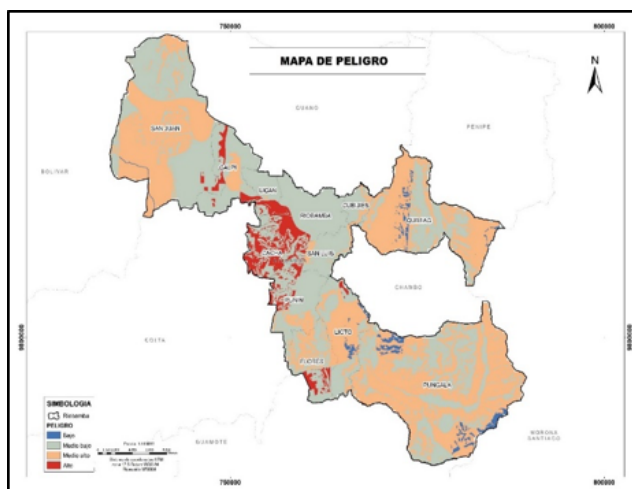 750000
800000
MAPA DE PELIGRO
N
GUANO
PENIPE
SAN JUAN
BOLIVAR
CALPI
LICAN
RIOBAMBA
CUBIJIES
QUIMIAG
CACHA
SAN LUIS
CHAMBO
PUNIN
LICTO
9800000
9800000
COLTA
FLORES
PUNGALA
SIMBOLOGIA
Riobamba
PELIGRO
Bajo
Medio bajo
Medio alto
Alto
GUAMOTE
MORONA
SANTIAGO
750000
800000